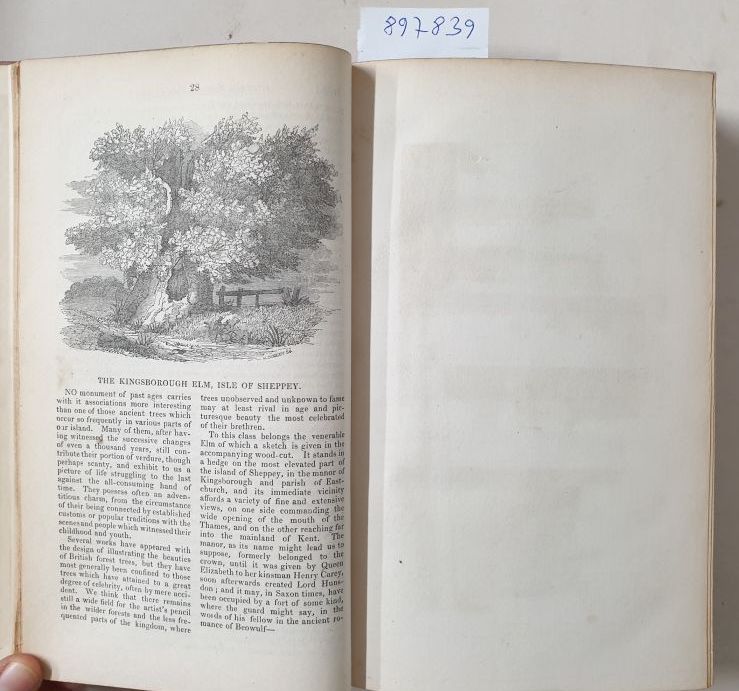 897839
28
THE KINGSBOROUGH ELM, ISLE OF SHEPPEY.
NO monument of past ages carries
with it associations more interesting
than one of those ancient trees which
occur so frequently in various parts of
our island. Many of them, after hav-
ing witnessed the successive changes
of even a thousand years, still con-
tribute their portion of verdure, though
perhaps scanty, and exhibit to us a
picture of life struggling to the last
against the all-consuming hand of
time. They possess often an adven-
titious charm, from the circumstance
of their being connected by established
customs or popular traditions with the
scenes and people which witnessed their
childhood and youth.
Several works have appeared with
the design of illustrating the beauties
of British forest trees, but they have
most generally been confined to those
trees which have attained to a great
degree of celebrity, often by mere acci-
dent. We think that there remains
still a wide field for the artist's pencil
in the wilder forests and the less fre-
quented parts of the kingdom, where
trees unobserved and unknown to fame
may at least rival in age and pic-
turesque beauty the most celebrated
of their brethren.
To this class belongs the venerable
Elm of which a sketch is given in the
accompanying wood-cut. It stands in
a hedge on the most elevated part of
the island of Sheppey, in the manor of
Kingsborough and parish of East-
church, and its immediate vicinity
affords a variety of fine and extensive
views, on one side commanding the
wide opening of the mouth of the
Thames, and on the other reaching far
into the mainland of Kent. The
manor, as its name might lead us to
suppose, formerly belonged to the
crown, until it was given by Queen
Elizabeth to her kinsman Henry Carey,
soon afterwards created Lord Huns-
don; and it may, in Saxon times, have
been occupied by a fort of some kind,
where the guard might say, in the
words of his fellow in the ancient ro-
mance of Beowulf—